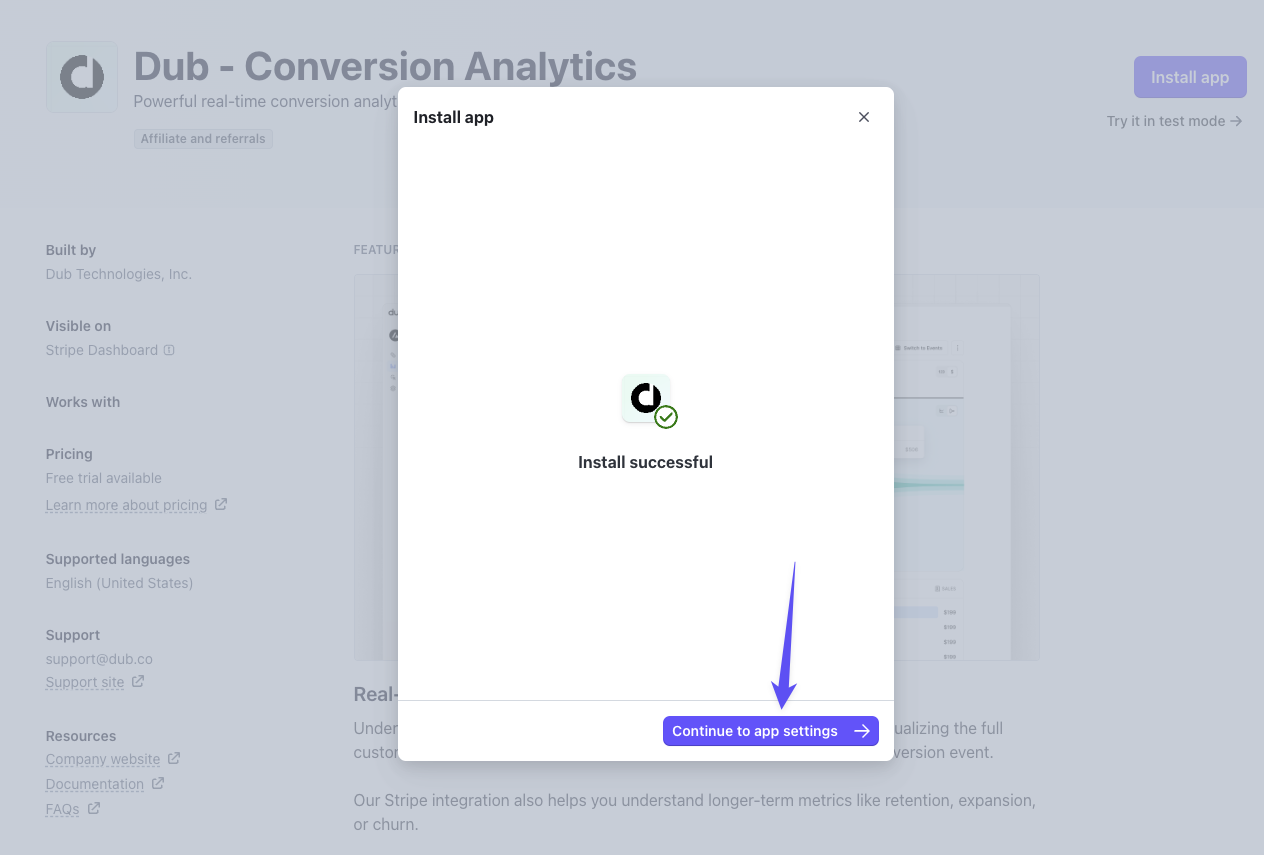 Dub - Conversion Analytics
Powerful real-time conversion analyt
Affiliate and referrals
Install app
Try it in test mode →
Install app
Install successful
Continue to app settings →
Built by
Dub Technologies, Inc.
Visible on
Stripe Dashboard
Works with
Pricing
Free trial available
Learn more about pricing
Supported languages
English (United States)
Support
support@dub.co
Support site
Resources
Company website
Documentation
FAQs
FEATUR
Switch to Events
Real-
Under
ualizing the full
custo
version event.
Our Stripe integration also helps you understand longer-term metrics like retention, expansion,
or churn.